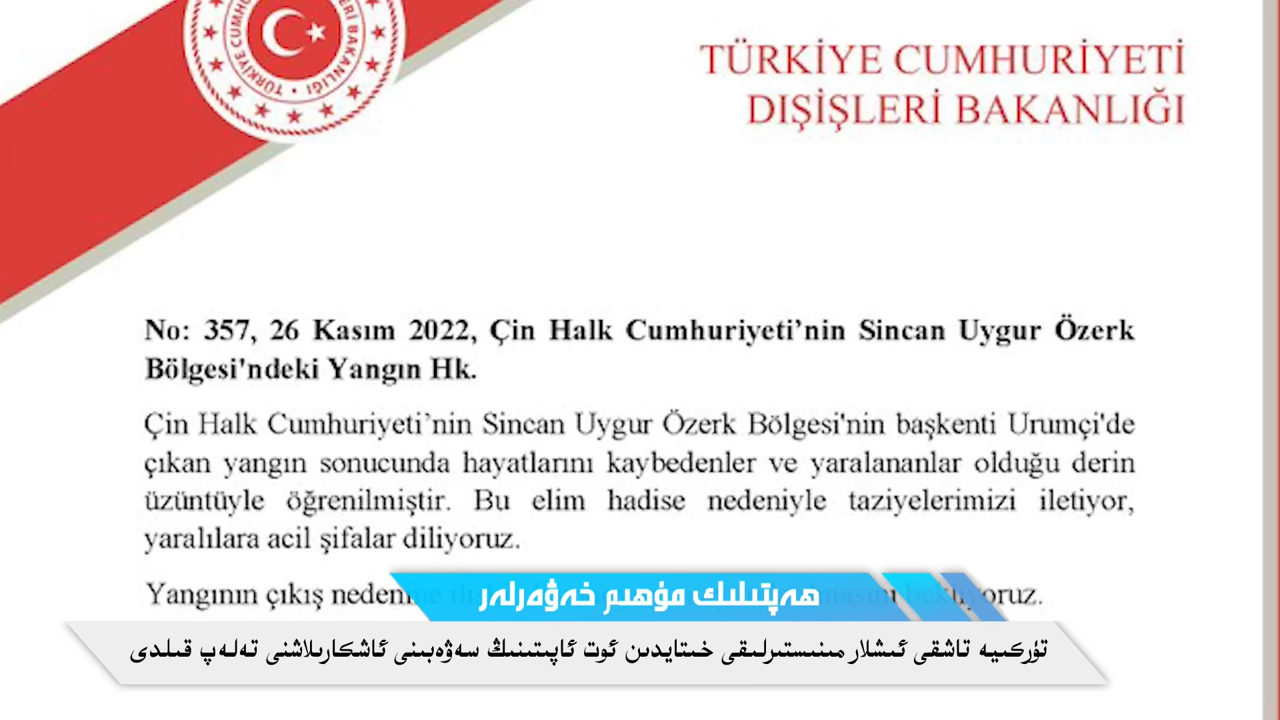 TÜRKİYE CUMHURİYETİ
DIŞİŞLERİ BAKANLIĞI
No: 357, 26 Kasım 2022, Çin Halk Cumhuriyeti’nin Sincan Uygur Özerk
Bölgesi'ndeki Yangın Hk.
Çin Halk Cumhuriyeti’nin Sincan Uygur Özerk Bölgesi'nin başkenti Urumçi'de
çıkan yangın sonucunda hayatlarını kaybedenler ve yaralananlar olduğu derin
üzüntüyle öğrenilmiştir. Bu elim hadise nedeniyle taziyelerimizi iletiyor,
yaralılara acil şifalar diliyoruz.
Yangının çıkış nedenine bekliyoruz.
ھەپتىلىك مۇھىم خەۋەرلەر
تۈركىيە تاشقى ئىشلار مىنىستىرلىقى خىتايدىن ئوت ئاپىتىنىڭ سەۋەبىنى ئاشكارىلاشنى تەلەپ قىلدى